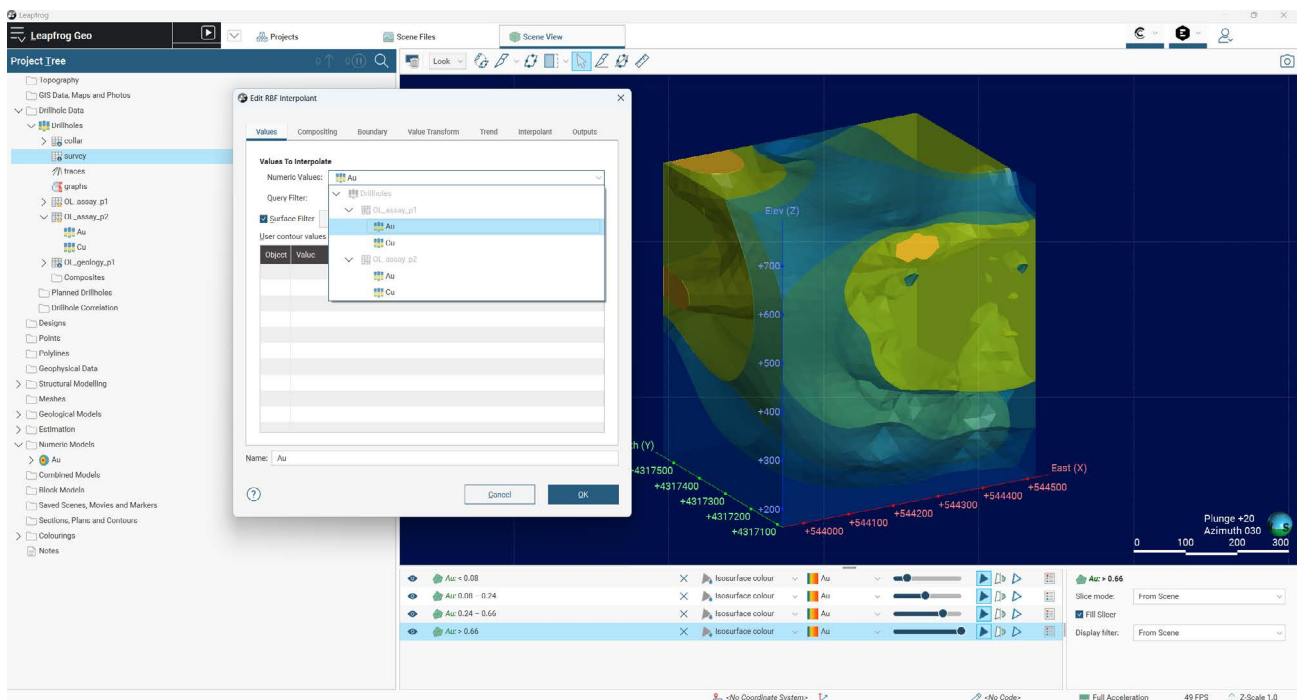 Leapfrog
Leapfrog Geo
Projects
Scene Files
Scene View
Project Tree
Look
Topography
GIS Data, Maps and Photos
Drillhole Data
Drillholes
collar
survey
traces
graphs
OL_assay_p1
OL_assay_p2
Au
Cu
OL_geology_p1
Composites
Planned Drillholes
Drillhole Correlation
Designs
Points
Polylines
Geophysical Data
Structural Modelling
Meshes
Geological Models
Estimation
Numeric Models
Au
Combined Models
Block Models
Saved Scenes, Movies and Markers
Sections, Plans and Contours
Colourings
Notes
Edit RBF Interpolant
Values Compositing Boundary Value Transform Trend Interpolant Outputs
Values To Interpolate
Numeric Values: Au
Query Filter:
Surface Filter
User contour values
Object Value
Drillholes
OL_assay_p1
Au
Cu
OL_assay_p2
Au
Cu
Name: Au
Cancel OK
Elev (Z)
+700
+600
+500
+400
+300
+200
th (Y)
+4317500
+4317400
+4317300
+4317200
+4317100
East (X)
+544500
+544400
+544300
+544200
+544100
+544000
Plunge +20
Azimuth 030
0 100 200 300
Au: < 0.08 Isosurface colour Au
Au: 0.08 – 0.24 Isosurface colour Au
Au: 0.24 – 0.66 Isosurface colour Au
Au: > 0.66 Isosurface colour Au
Au: > 0.66
Slice mode: From Scene
Fill Slicer
Display filter: From Scene
<No Coordinate System>
<No Code>
Full Acceleration
49 FPS
Z-Scale 1.0